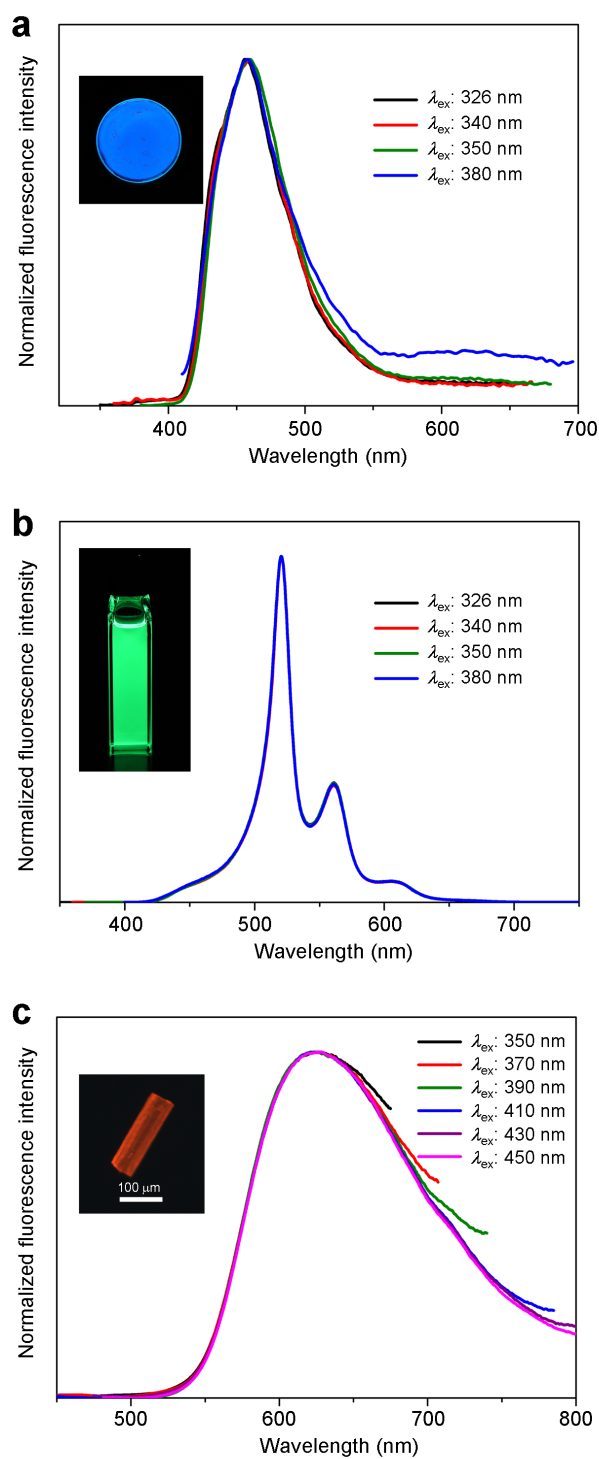 a
Normalized fluorescence intensity
λex: 326 nm
λex: 340 nm
λex: 350 nm
λex: 380 nm
400 500 600 700
Wavelength (nm)
b
Normalized fluorescence intensity
λex: 326 nm
λex: 340 nm
λex: 350 nm
λex: 380 nm
400 500 600 700
Wavelength (nm)
c
Normalized fluorescence intensity
λex: 350 nm
λex: 370 nm
λex: 390 nm
λex: 410 nm
λex: 430 nm
λex: 450 nm
100 μm
500 600 700 800
Wavelength (nm)